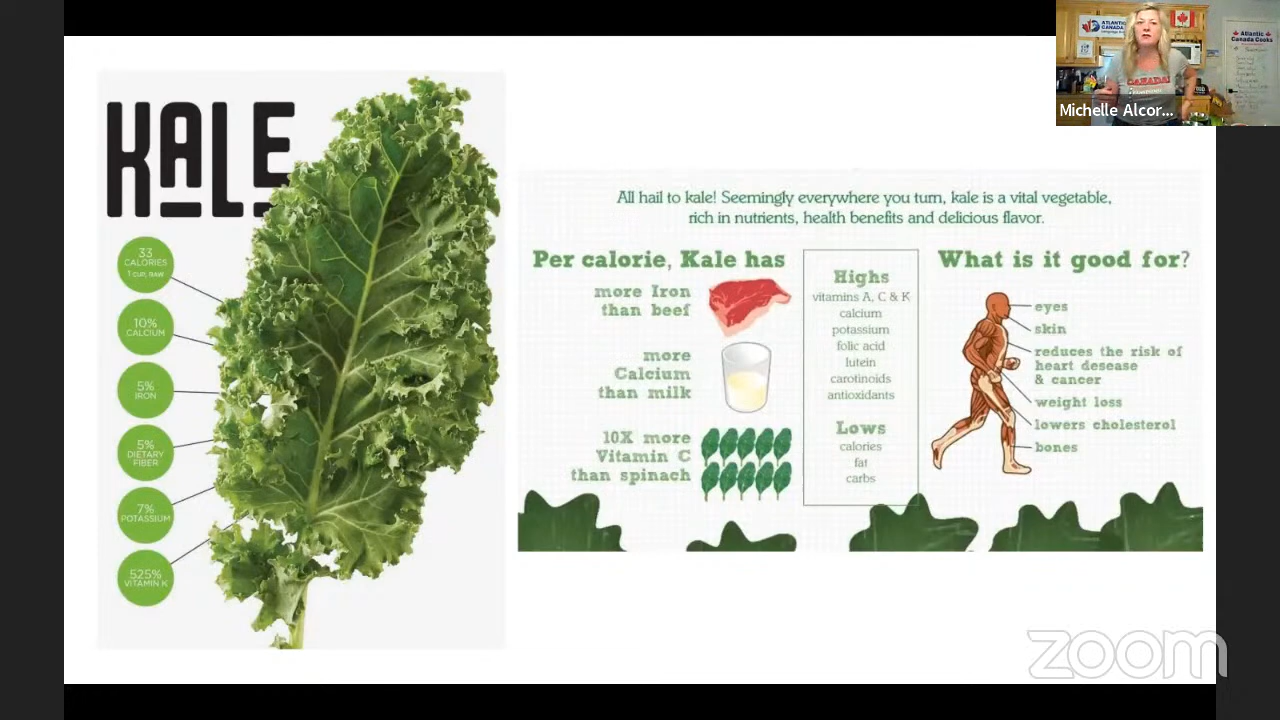 KALE
33
CALORIES
1 CUP, RAW
10%
CALCIUM
5%
IRON
5%
DIETARY
FIBER
7%
POTASSIUM
525%
VITAMIN K
All hail to kale! Seemingly everywhere you turn, kale is a vital vegetable,
rich in nutrients, health benefits and delicious flavor.
Per calorie, Kale has
more Iron
than beef
more
Calcium
than milk
10X more
Vitamin C
than spinach
Highs
vitamins A, C & K
calcium
potassium
folic acid
lutein
carotinoids
antioxidants
Lows
calories
fat
carbs
What is it good for?
eyes
skin
reduces the risk of
heart desease
& cancer
weight loss
lowers cholesterol
bones
Atlantic
Canada Cooks
CANADA
Michelle Alcor...
zoom